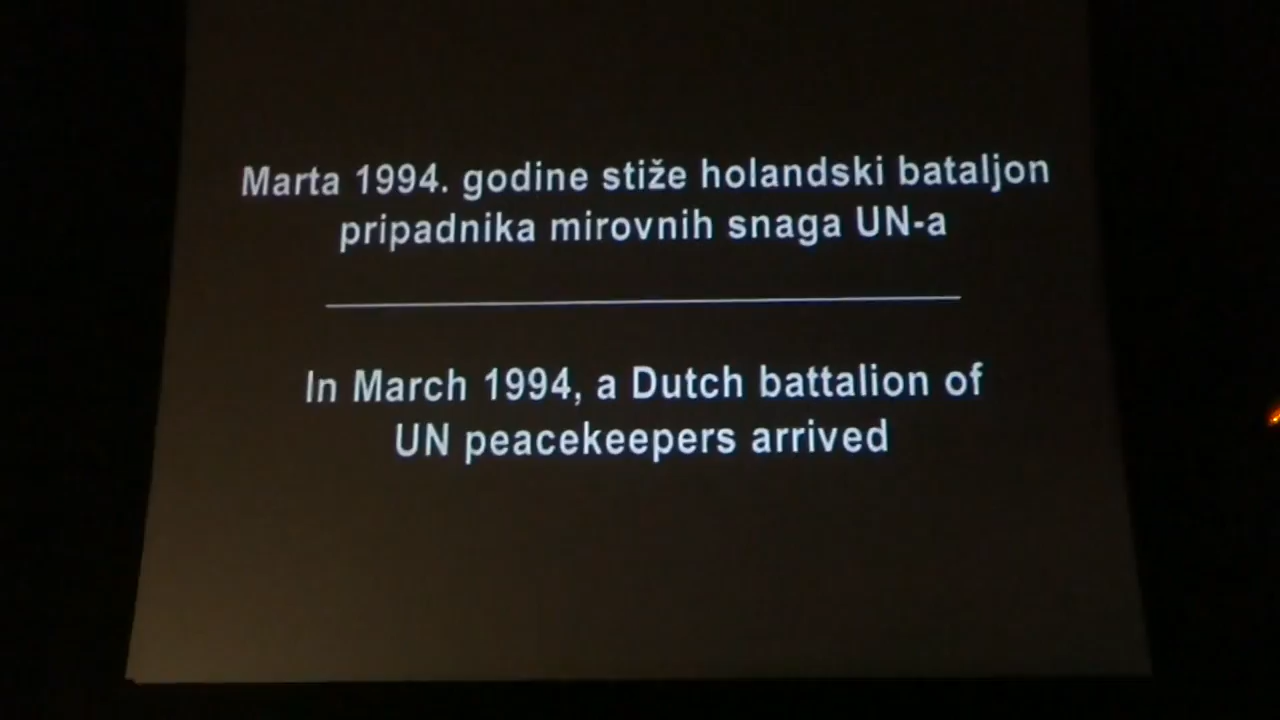 Marta 1994. godine stiže holandski bataljon
pripadnika mirovnih snaga UN-a
In March 1994, a Dutch battalion of
UN peacekeepers arrived